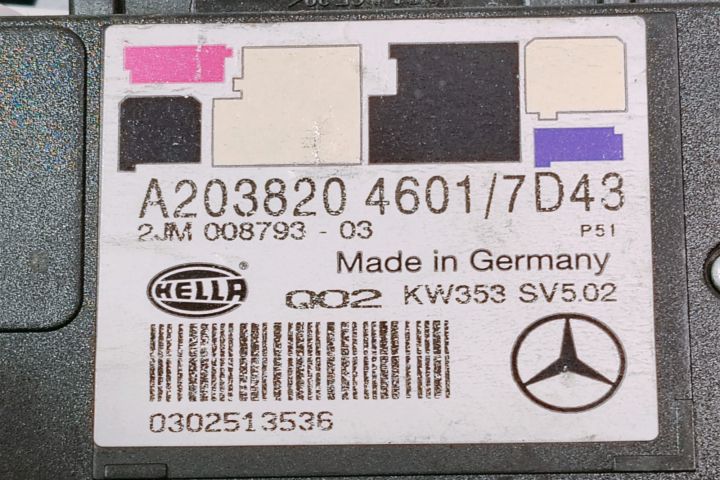 A203820 4601/7D43
2JM 008793 - 03 P51
Made in Germany
HELLA ® Q02 KW353 SV5.02
0302513536